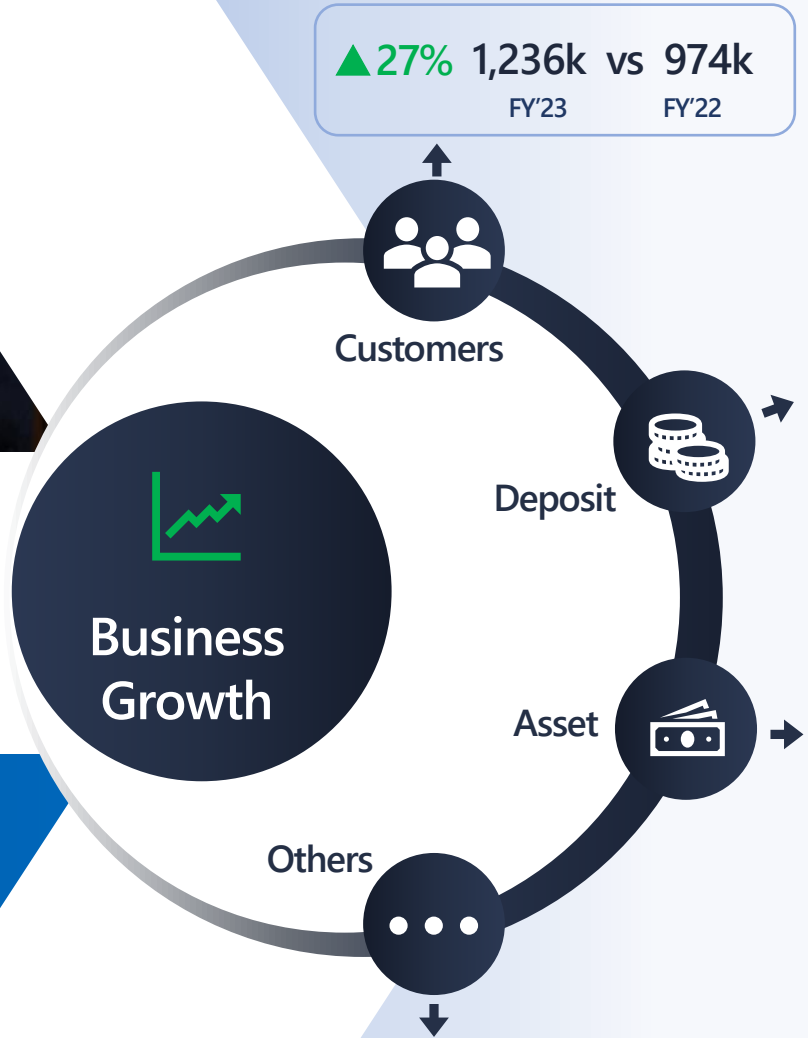 ▲27% 1,236k vs 974k
FY'23 FY'22
Customers
Deposit
Business
Growth
Asset
Others